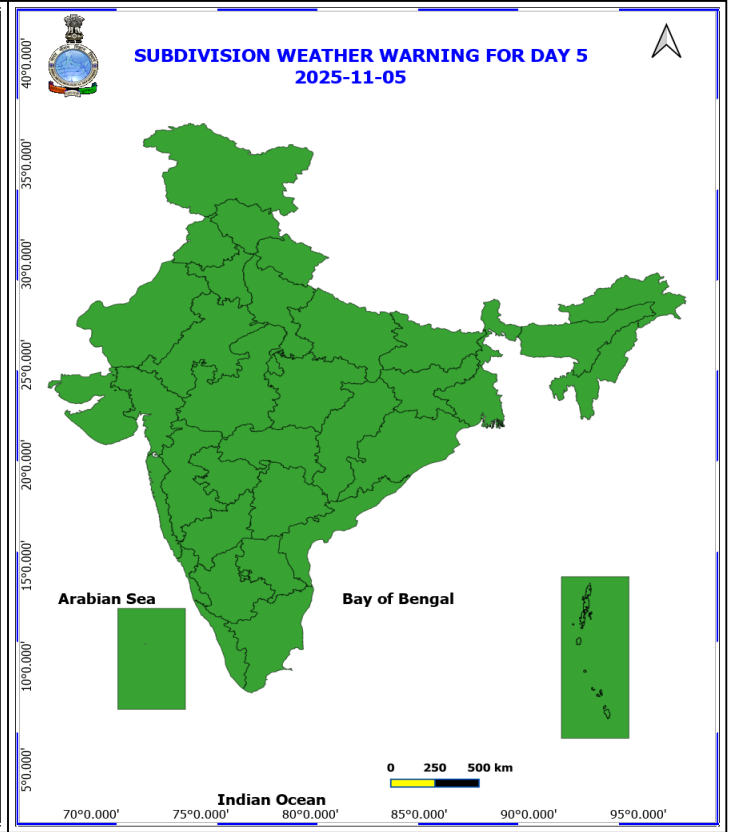 SUBDIVISION WEATHER WARNING FOR DAY 5
2025-11-05
40°0.000'
35°0.000'
30°0.000'
25°0.000'
20°0.000'
15°0.000'
10°0.000'
5°0.000'
Arabian Sea
Bay of Bengal
0 250 500 km
Indian Ocean
70°0.000' 75°0.000' 80°0.000' 85°0.000' 90°0.000' 95°0.000'